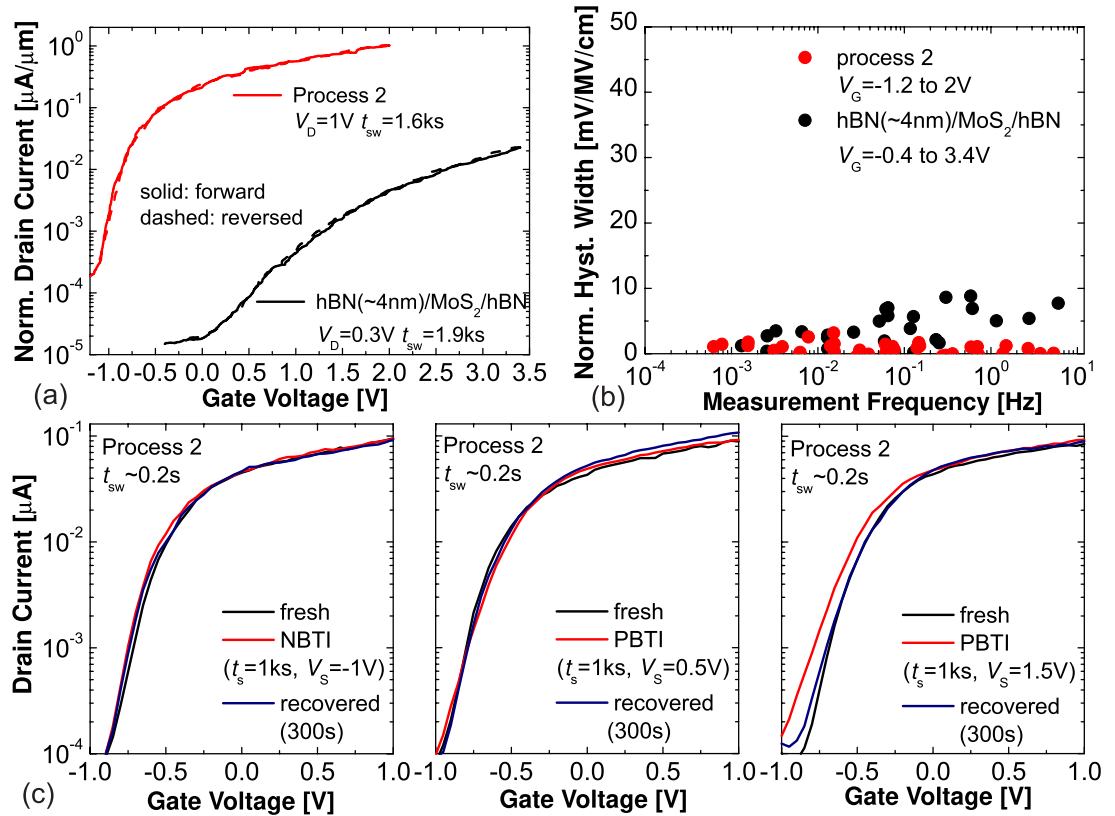 Norm. Drain Current [μA/μm]
10⁰
10⁻¹
10⁻²
10⁻³
10⁻⁴
10⁻⁵
Process 2
V_D=1V t_sw=1.6ks
solid: forward
dashed: reversed
hBN(~4nm)/MoS₂/hBN
V_D=0.3V t_sw=1.9ks
-1.0 -0.5 0.0 0.5 1.0 1.5 2.0 2.5 3.0 3.5
(a)
Gate Voltage [V]
Norm. Hyst. Width [mV/MV/cm]
50
40
30
20
10
0
process 2
V_G=-1.2 to 2V
hBN(~4nm)/MoS₂/hBN
V_G=-0.4 to 3.4V
10⁻⁴ 10⁻³ 10⁻² 10⁻¹ 10⁰ 10¹
(b)
Measurement Frequency [Hz]
Drain Current [μA]
10⁻¹
10⁻²
10⁻³
10⁻⁴
Process 2
t_sw~0.2s
fresh
NBTI
(t_s=1ks, V_S=-1V)
recovered
(300s)
-1.0 -0.5 0.0 0.5 1.0
(c)
Gate Voltage [V]
Process 2
t_sw~0.2s
fresh
PBTI
(t_s=1ks, V_S=0.5V)
recovered
(300s)
-1.0 -0.5 0.0 0.5 1.0
Gate Voltage [V]
Process 2
t_sw~0.2s
fresh
PBTI
(t_s=1ks, V_S=1.5V)
recovered
(300s)
-1.0 -0.5 0.0 0.5 1.0
Gate Voltage [V]